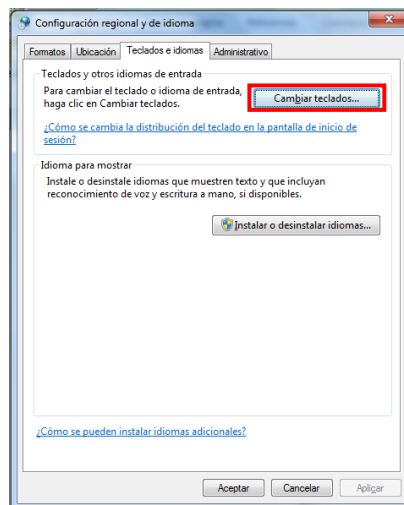 Configuración regional y de idioma
Formatos Ubicación Teclados e idiomas Administrativo
Teclados y otros idiomas de entrada
Para cambiar el teclado o idioma de entrada,
haga clic en Cambiar teclados.
Cambiar teclados...
¿Cómo se cambia la distribución del teclado en la pantalla de inicio de
sesión?
Idioma para mostrar
Instale o desinstale idiomas que muestren texto y que incluyan
reconocimiento de voz y escritura a mano, si disponibles.
Instalar o desinstalar idiomas...
¿Cómo se pueden instalar idiomas adicionales?
Aceptar Cancelar Aplicar